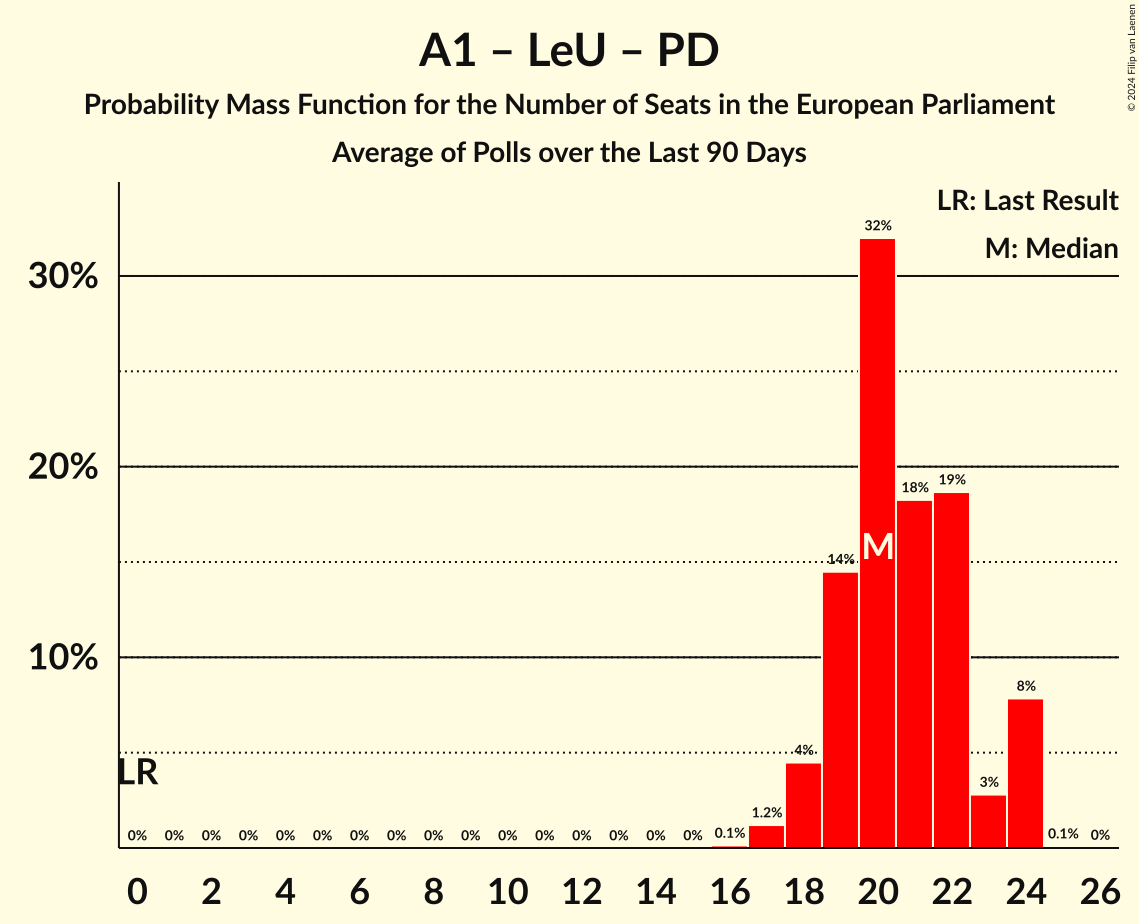 A1 – LeU – PD
Probability Mass Function for the Number of Seats in the European Parliament
Average of Polls over the Last 90 Days
© 2024 Filip van Laenen
LR: Last Result
M: Median
30%
20%
10%
32%
18%
19%
14%
M
8%
4%
3%
LR
0% 0% 0% 0% 0% 0% 0% 0% 0% 0% 0% 0% 0% 0% 0% 0% 0.1% 1.2% 0.1% 0%
0 2 4 6 8 10 12 14 16 18 20 22 24 26